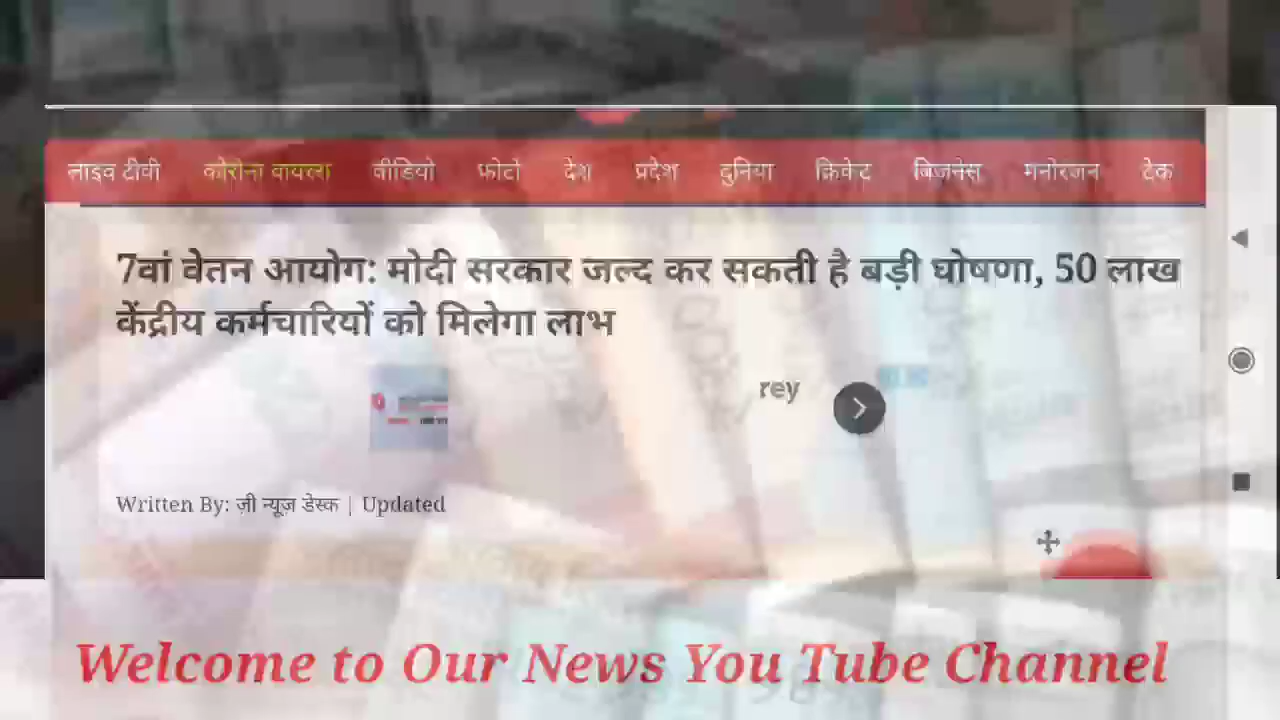 लाइव टीवी कोरोना वायरस वीडियो फोटो देश प्रदेश दुनिया क्रिकेट बिजनेस मनोरंजन टेक
7वां वेतन आयोग: मोदी सरकार जल्द कर सकती है बड़ी घोषणा, 50 लाख
केंद्रीय कर्मचारियों को मिलेगा लाभ
rey
Written By: ज़ी न्यूज़ डेस्क | Updated
Welcome to Our News You Tube Channel